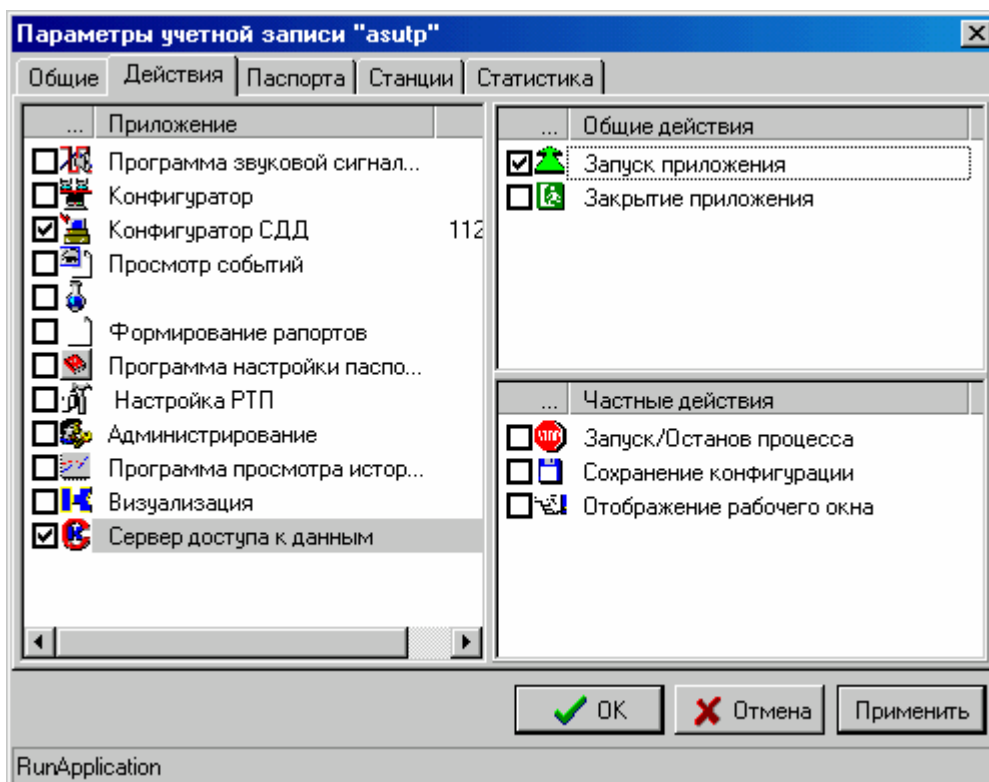 Параметры учетной записи "asutp"
Общие Действия Паспорта Станции Статистика
... Приложение
Программа звуковой сигнал...
Конфигуратор
Конфигуратор СДД 112
Просмотр событий
Формирование рапортов
Программа настройки паспо...
Настройка РТП
Администрирование
Программа просмотра истор...
Визуализация
Сервер доступа к данным
... Общие действия
Запуск приложения
Закрытие приложения
... Частные действия
STOP Запуск/Останов процесса
Сохранение конфигурации
Отображение рабочего окна
OK Отмена Применить
RunApplication